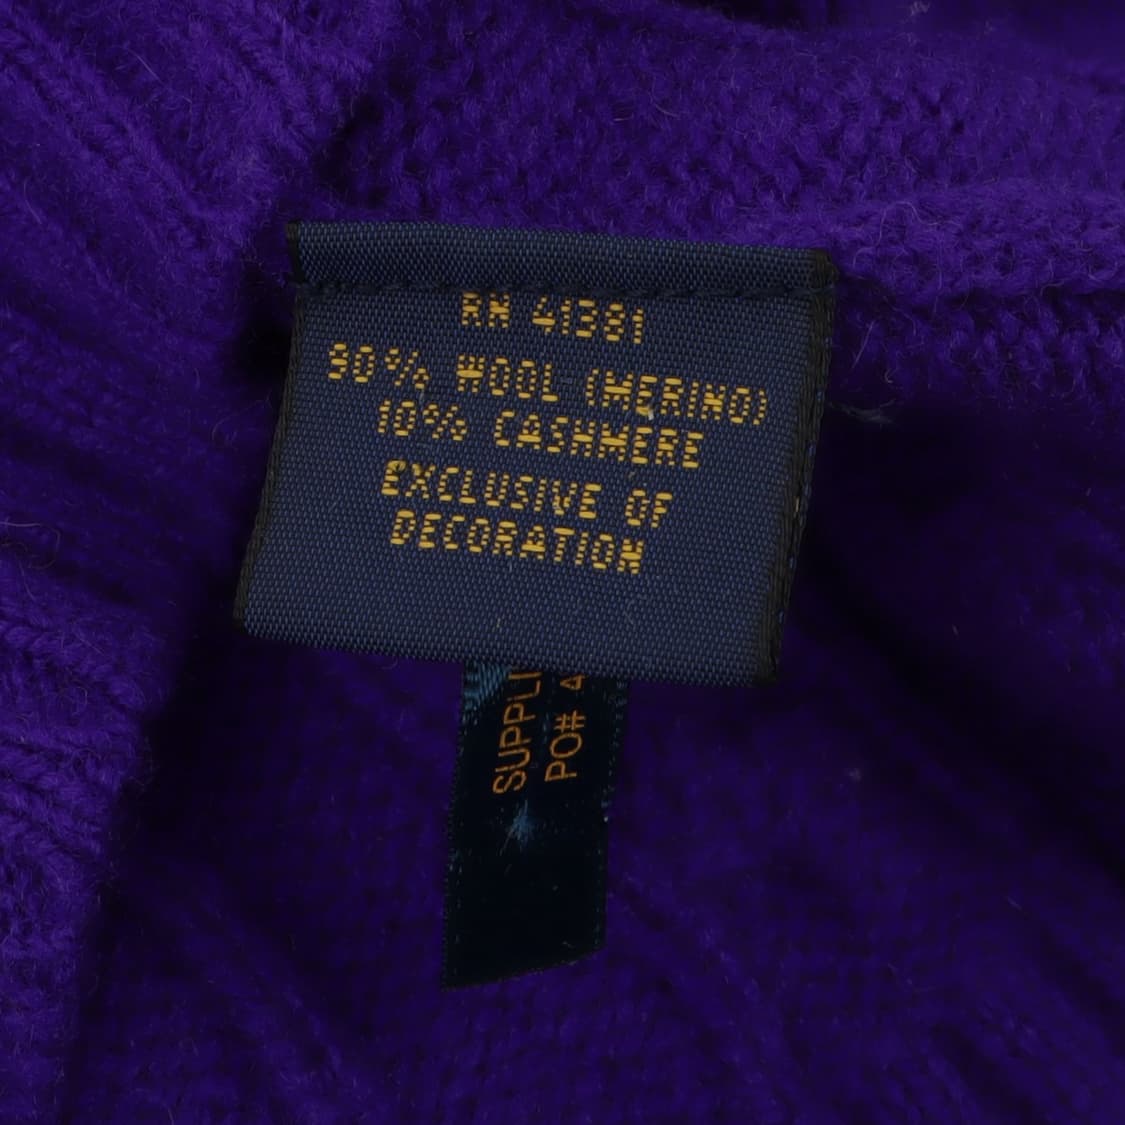 RN 41381
90% WOOL (MERINO)
10% CASHMERE
EXCLUSIVE OF
DECORATION
SUPPLI
PO# 4